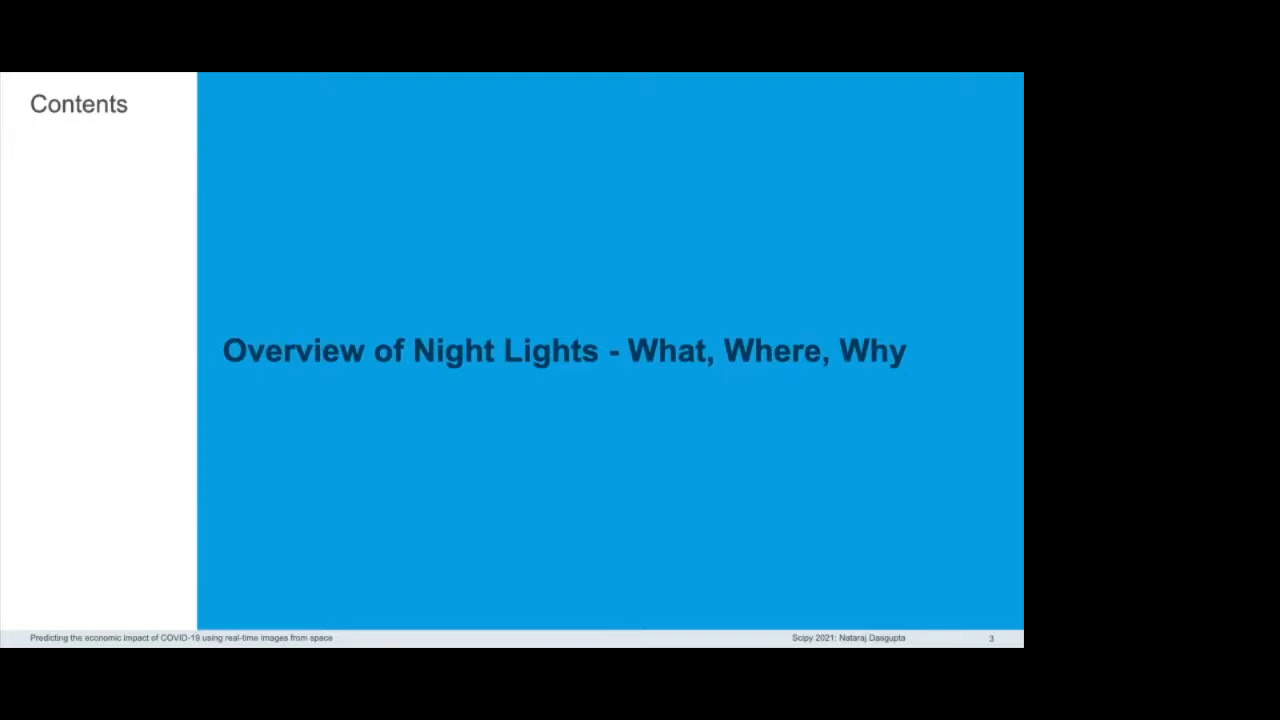 Contents
Overview of Night Lights - What, Where, Why
Predicting the economic impact of COVID-19 using real-time images from space
Scipy 2021: Nataraj Dasgupta
3